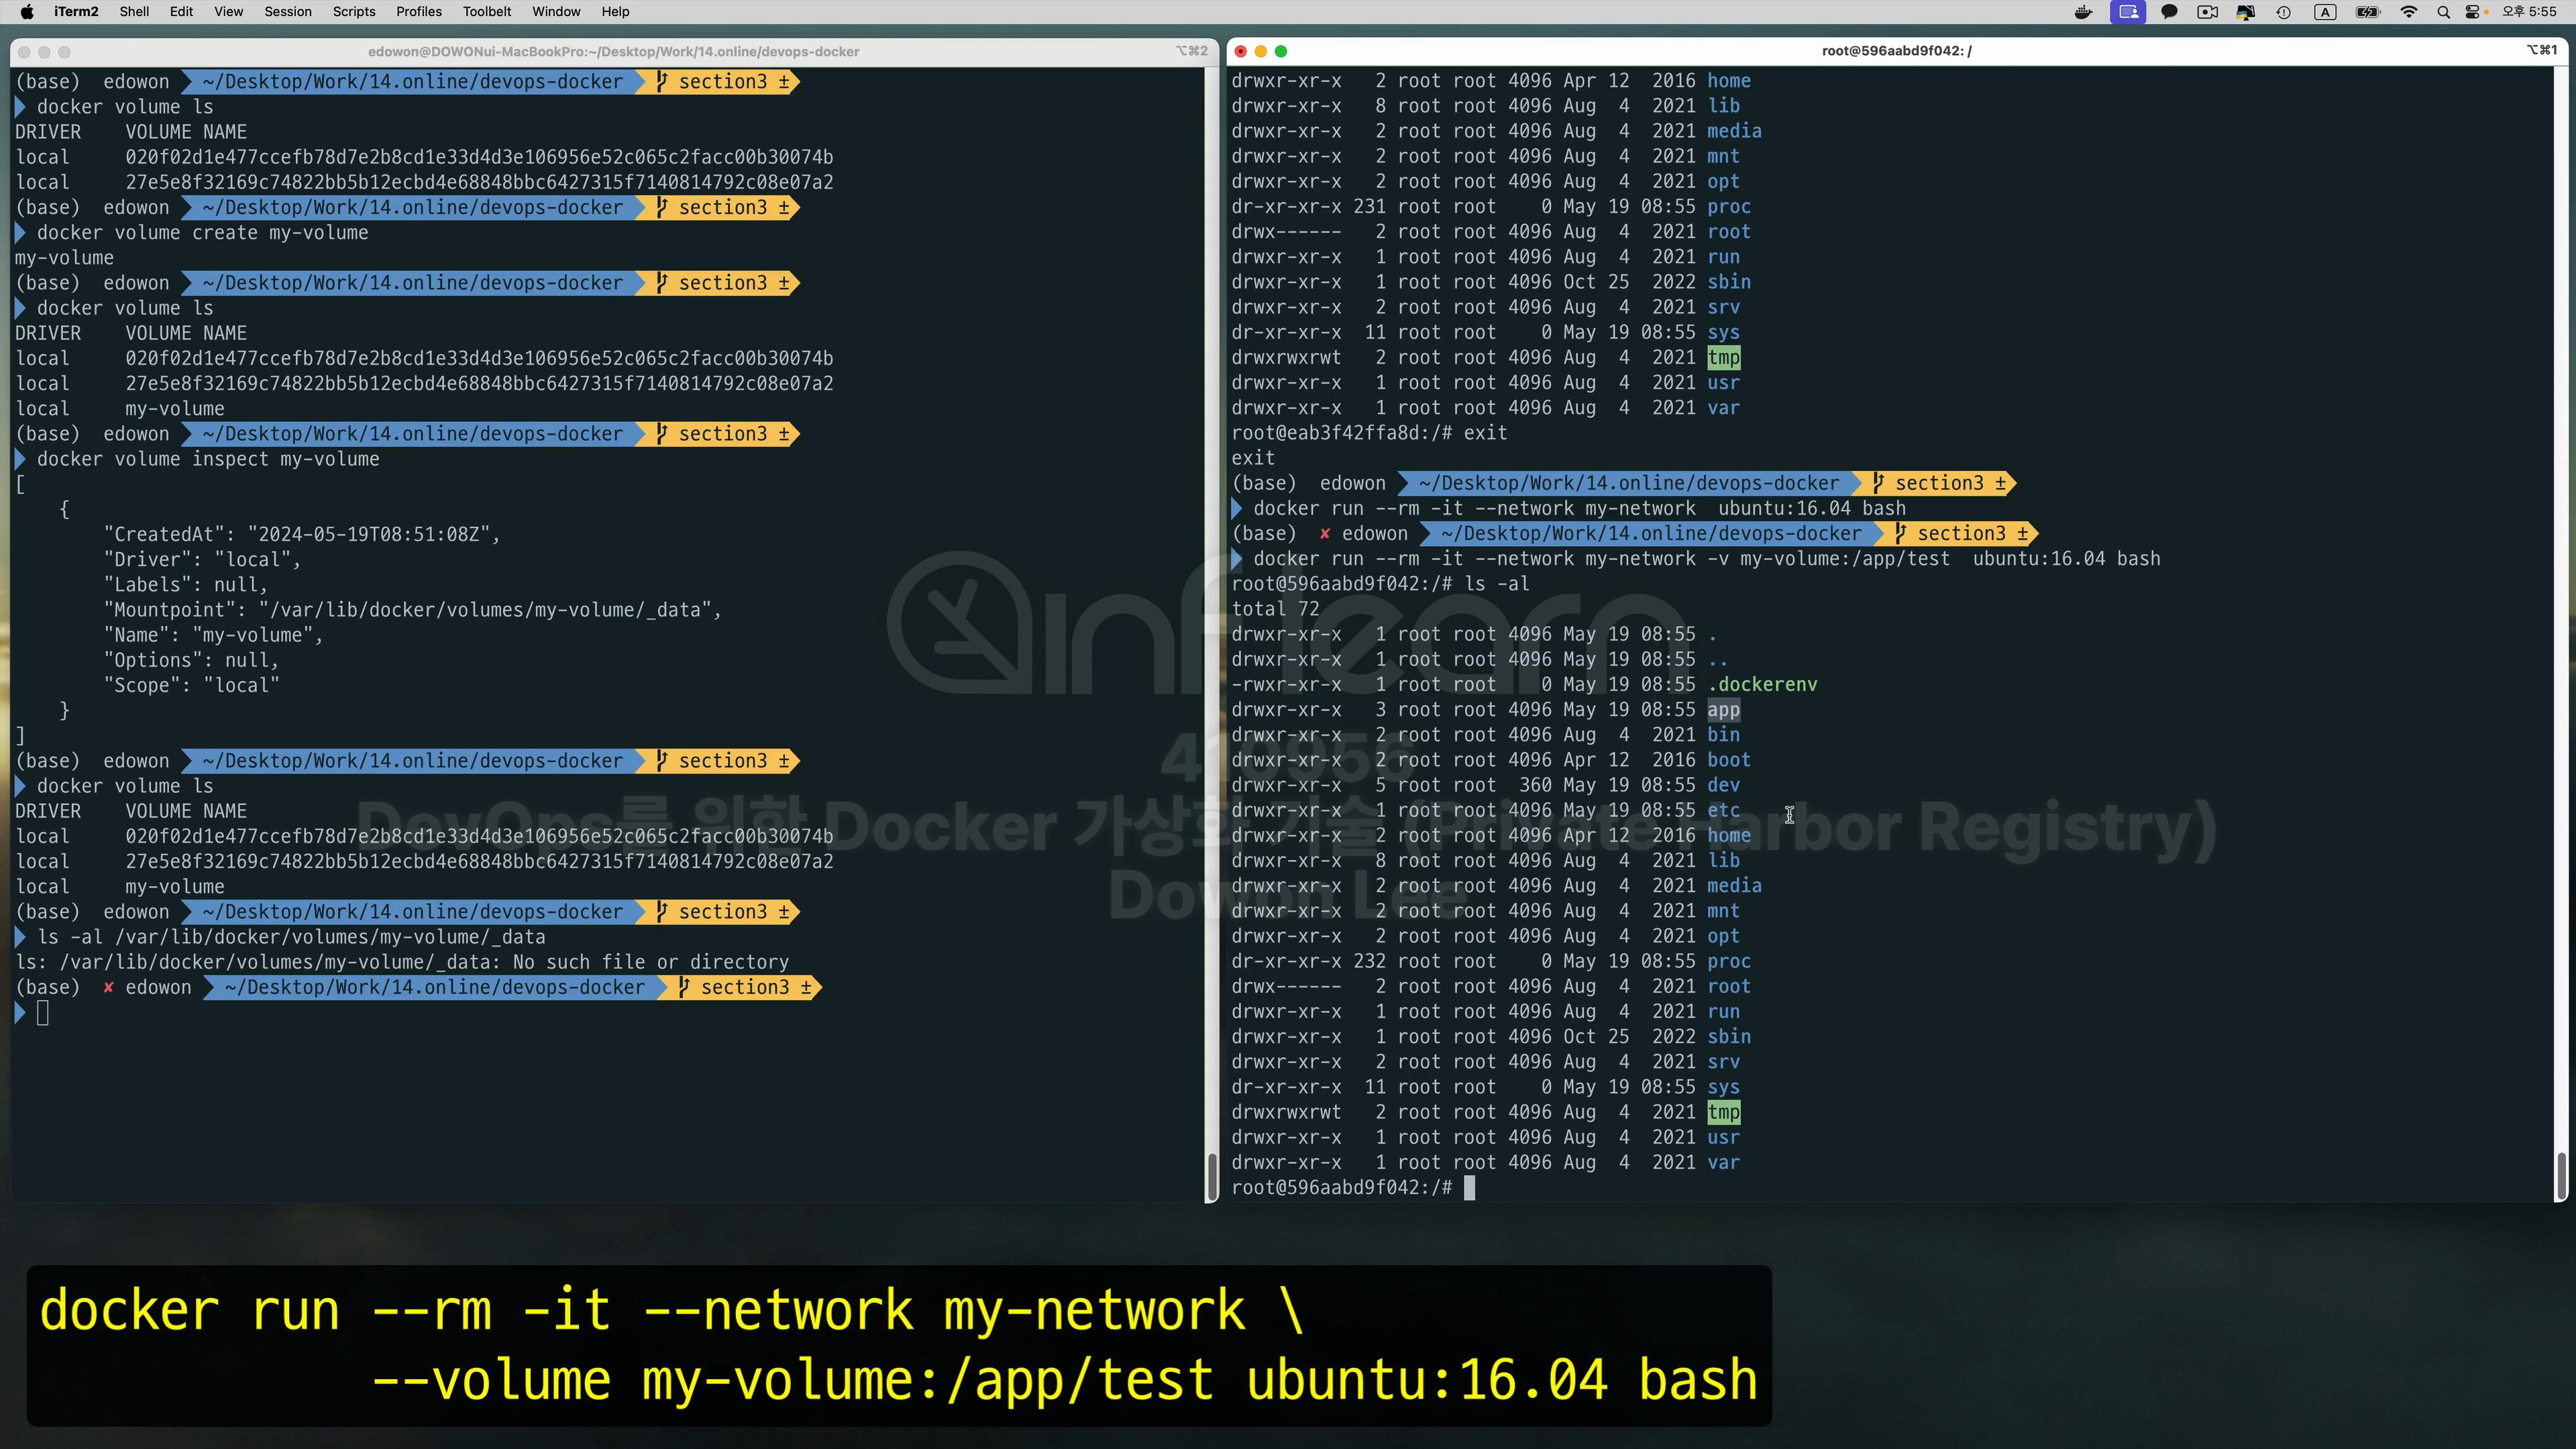 iTerm2 Shell Edit View Session Scripts Profiles Toolbelt Window Help
A 오후 5:55
edowon@DOWONui-MacBookPro:~/Desktop/Work/14.online/devops-docker ⌥⌘2
(base) edowon ~/Desktop/Work/14.online/devops-docker section3 ±
docker volume ls
DRIVER VOLUME NAME
local 020f02d1e477ccefb78d7e2b8cd1e33d4d3e106956e52c065c2facc00b30074b
local 27e5e8f32169c74822bb5b12ecbd4e68848bbc6427315f7140814792c08e07a2
(base) edowon ~/Desktop/Work/14.online/devops-docker section3 ±
docker volume create my-volume
my-volume
(base) edowon ~/Desktop/Work/14.online/devops-docker section3 ±
docker volume ls
DRIVER VOLUME NAME
local 020f02d1e477ccefb78d7e2b8cd1e33d4d3e106956e52c065c2facc00b30074b
local 27e5e8f32169c74822bb5b12ecbd4e68848bbc6427315f7140814792c08e07a2
local my-volume
(base) edowon ~/Desktop/Work/14.online/devops-docker section3 ±
docker volume inspect my-volume
[
{
"CreatedAt": "2024-05-19T08:51:08Z",
"Driver": "local",
"Labels": null,
"Mountpoint": "/var/lib/docker/volumes/my-volume/_data",
"Name": "my-volume",
"Options": null,
"Scope": "local"
}
]
(base) edowon ~/Desktop/Work/14.online/devops-docker section3 ±
docker volume ls
DRIVER VOLUME NAME
local 020f02d1e477ccefb78d7e2b8cd1e33d4d3e106956e52c065c2facc00b30074b
local 27e5e8f32169c74822bb5b12ecbd4e68848bbc6427315f7140814792c08e07a2
local my-volume
(base) edowon ~/Desktop/Work/14.online/devops-docker section3 ±
ls -al /var/lib/docker/volumes/my-volume/_data
ls: /var/lib/docker/volumes/my-volume/_data: No such file or directory
(base) ✘ edowon ~/Desktop/Work/14.online/devops-docker section3 ±
root@596aabd9f042: / ⌥⌘1
drwxr-xr-x 2 root root 4096 Apr 12 2016 home
drwxr-xr-x 8 root root 4096 Aug 4 2021 lib
drwxr-xr-x 2 root root 4096 Aug 4 2021 media
drwxr-xr-x 2 root root 4096 Aug 4 2021 mnt
drwxr-xr-x 2 root root 4096 Aug 4 2021 opt
dr-xr-xr-x 231 root root 0 May 19 08:55 proc
drwx------ 2 root root 4096 Aug 4 2021 root
drwxr-xr-x 1 root root 4096 Aug 4 2021 run
drwxr-xr-x 1 root root 4096 Oct 25 2022 sbin
drwxr-xr-x 2 root root 4096 Aug 4 2021 srv
dr-xr-xr-x 11 root root 0 May 19 08:55 sys
drwxrwxrwt 2 root root 4096 Aug 4 2021 tmp
drwxr-xr-x 1 root root 4096 Aug 4 2021 usr
drwxr-xr-x 1 root root 4096 Aug 4 2021 var
root@eab3f42ffa8d:/# exit
exit
(base) edowon ~/Desktop/Work/14.online/devops-docker section3 ±
docker run --rm -it --network my-network ubuntu:16.04 bash
(base) ✘ edowon ~/Desktop/Work/14.online/devops-docker section3 ±
docker run --rm -it --network my-network -v my-volume:/app/test ubuntu:16.04 bash
root@596aabd9f042:/# ls -al
total 72
drwxr-xr-x 1 root root 4096 May 19 08:55 .
drwxr-xr-x 1 root root 4096 May 19 08:55 ..
-rwxr-xr-x 1 root root 0 May 19 08:55 .dockerenv
drwxr-xr-x 3 root root 4096 May 19 08:55 app
drwxr-xr-x 2 root root 4096 Aug 4 2021 bin
drwxr-xr-x 2 root root 4096 Apr 12 2016 boot
drwxr-xr-x 5 root root 360 May 19 08:55 dev
drwxr-xr-x 1 root root 4096 May 19 08:55 etc
drwxr-xr-x 2 root root 4096 Apr 12 2016 home
drwxr-xr-x 8 root root 4096 Aug 4 2021 lib
drwxr-xr-x 2 root root 4096 Aug 4 2021 media
drwxr-xr-x 2 root root 4096 Aug 4 2021 mnt
drwxr-xr-x 2 root root 4096 Aug 4 2021 opt
dr-xr-xr-x 232 root root 0 May 19 08:55 proc
drwx------ 2 root root 4096 Aug 4 2021 root
drwxr-xr-x 1 root root 4096 Aug 4 2021 run
drwxr-xr-x 1 root root 4096 Oct 25 2022 sbin
drwxr-xr-x 2 root root 4096 Aug 4 2021 srv
dr-xr-xr-x 11 root root 0 May 19 08:55 sys
drwxrwxrwt 2 root root 4096 Aug 4 2021 tmp
drwxr-xr-x 1 root root 4096 Aug 4 2021 usr
drwxr-xr-x 1 root root 4096 Aug 4 2021 var
root@596aabd9f042:/#
inflearn
410956
DevOps를 위한 Docker 가상화 기술 (Private Harbor Registry)
Dowon Lee
docker run --rm -it --network my-network \
--volume my-volume:/app/test ubuntu:16.04 bash